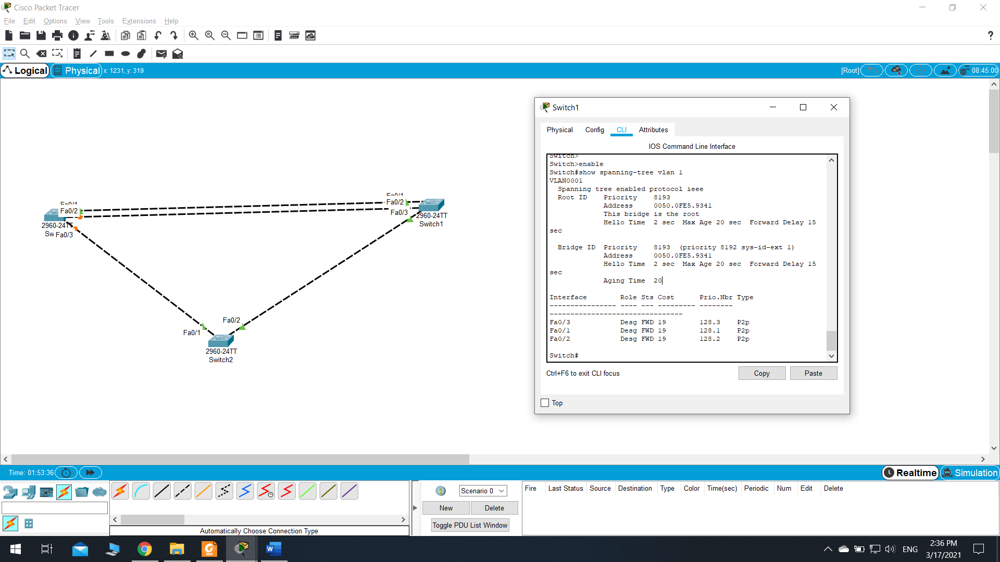 Cisco Packet Tracer
File Edit Options View Tools Extensions Help
?
Logical Physical x: 1231, y: 319
[Root] 08:45:00
Fa0/1
Fa0/2
2960-24TT
Sw Fa0/3
Fa0/1
Fa0/2
Fa0/3
2960-24TT
Switch1
Fa0/2
Fa0/1
2960-24TT
Switch2
Switch1
Physical Config CLI Attributes
IOS Command Line Interface
Switch>
Switch>enable
Switch#show spanning-tree vlan 1
VLAN0001
Spanning tree enabled protocol ieee
Root ID Priority 8193
Address 0050.0FE5.9341
This bridge is the root
Hello Time 2 sec Max Age 20 sec Forward Delay 15
sec
Bridge ID Priority 8193 (priority 8192 sys-id-ext 1)
Address 0050.0FE5.9341
Hello Time 2 sec Max Age 20 sec Forward Delay 15
sec
Aging Time 20
Interface Role Sts Cost Prio.Nbr Type
---------------- ---- --- --------- --------
--------------------------------
Fa0/3 Desg FWD 19 128.3 P2p
Fa0/1 Desg FWD 19 128.1 P2p
Fa0/2 Desg FWD 19 128.2 P2p
Switch#
Ctrl+F6 to exit CLI focus Copy Paste
Top
Time: 01:53:36
Realtime Simulation
Scenario 0
New Delete
Toggle PDU List Window
Automatically Choose Connection Type
Fire Last Status Source Destination Type Color Time(sec) Periodic Num Edit Delete
ENG
2:36 PM
3/17/2021